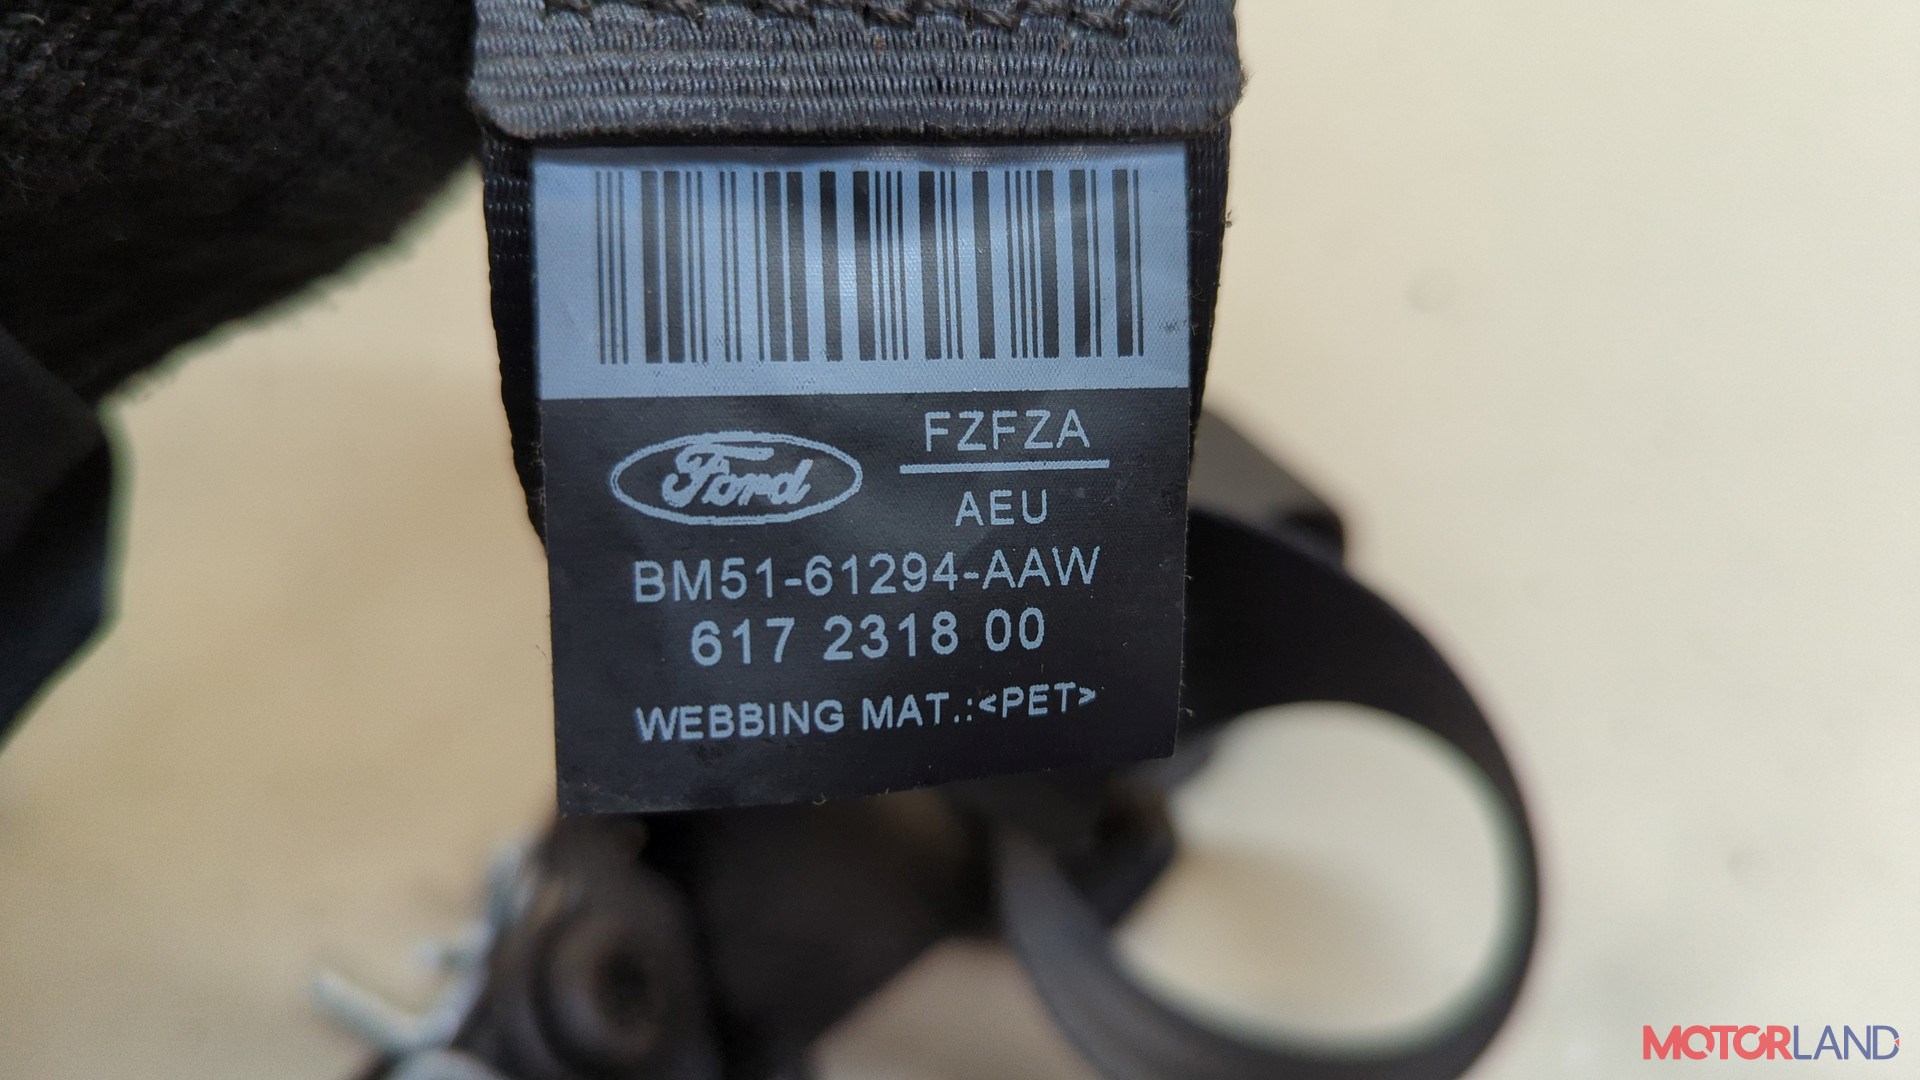 FZFZA
Ford
AEU
BM51-61294-AAW
617 2318 00
WEBBING MAT.:<PET>
MOTORLAND